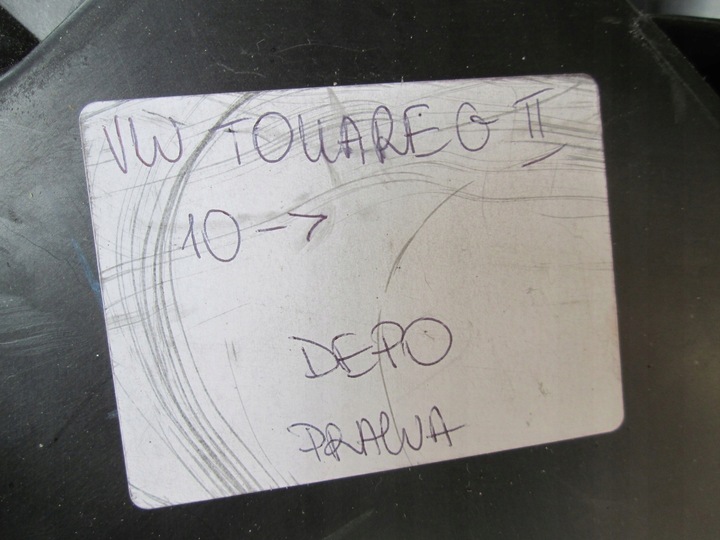 VW TOUAREG II
10 ->
DEPO
PRAWA